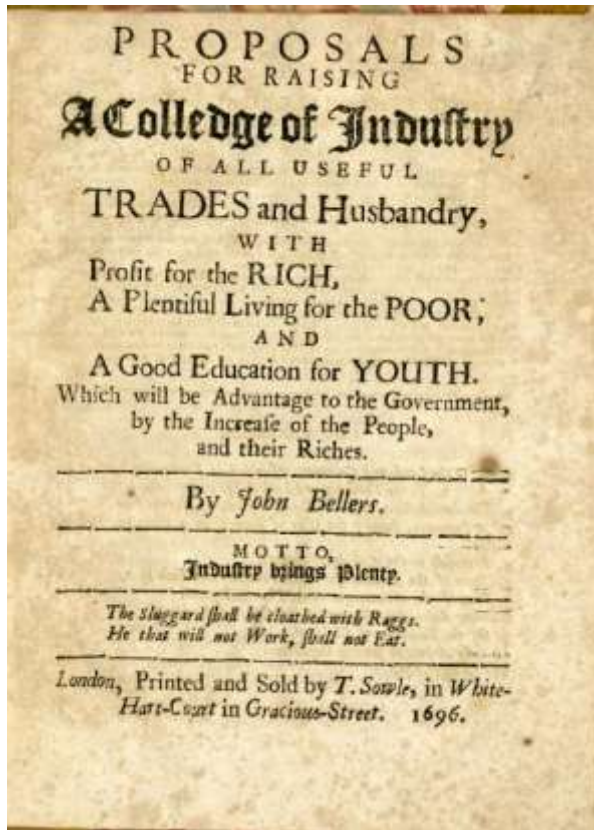 PROPOSALS
FOR RAISING
A Colledge of Induſtry
OF ALL USEFUL
TRADES and Husbandry,
WITH
Profit for the RICH,
A Plentiful Living for the POOR,
AND
A Good Education for YOUTH.
Which will be Advantage to the Government,
by the Increaſe of the People,
and their Riches.
By John Bellers.
MOTTO,
Induſtry brings Plenty.
The Sluggard ſhall be cloathed with Raggs.
He that will not Work, ſhall not Eat.
London, Printed and Sold by T. Sowle, in White-
Hart-Court in Gracious-Street. 1696.